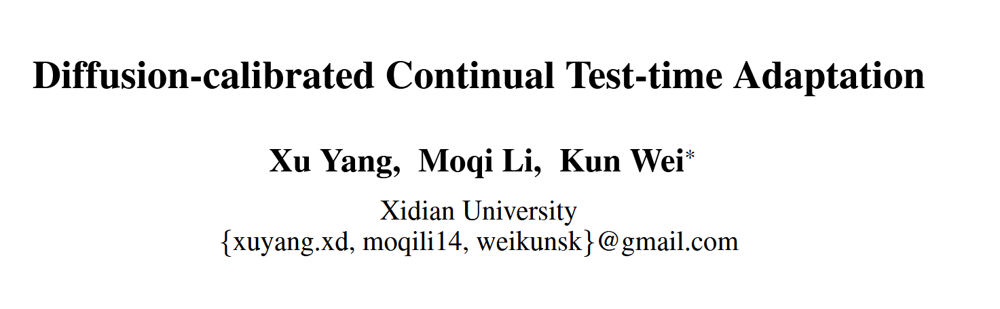 Diffusion-calibrated Continual Test-time Adaptation
Xu Yang, Moqi Li, Kun Wei*
Xidian University
{xuyang.xd, moqili14, weikunsk}@gmail.com